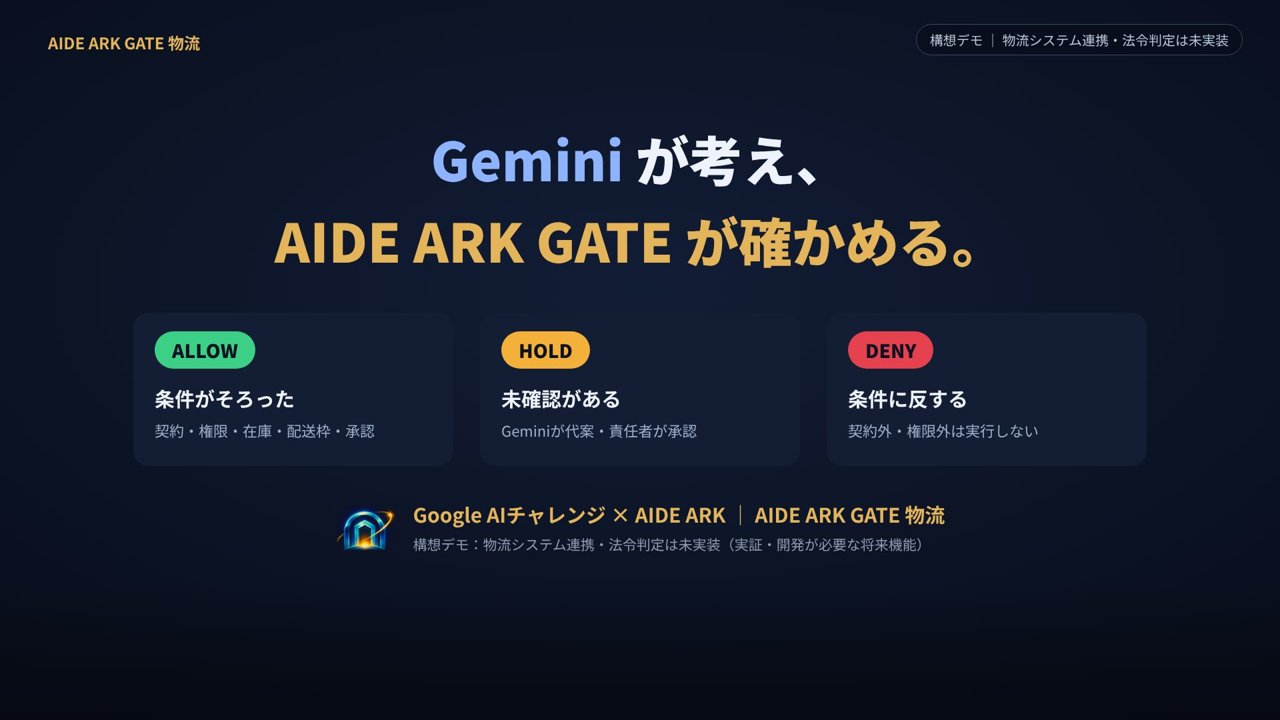 AIDE ARK GATE 物流
構想デモ｜物流システム連携・法令判定は未実装
Gemini が考え、
AIDE ARK GATE が確かめる。
ALLOW
条件がそろった
契約・権限・在庫・配送枠・承認
HOLD
未確認がある
Geminiが代案・責任者が承認
DENY
条件に反する
契約外・権限外は実行しない
Google AIチャレンジ × AIDE ARK ｜ AIDE ARK GATE 物流
構想デモ：物流システム連携・法令判定は未実装（実証・開発が必要な将来機能）